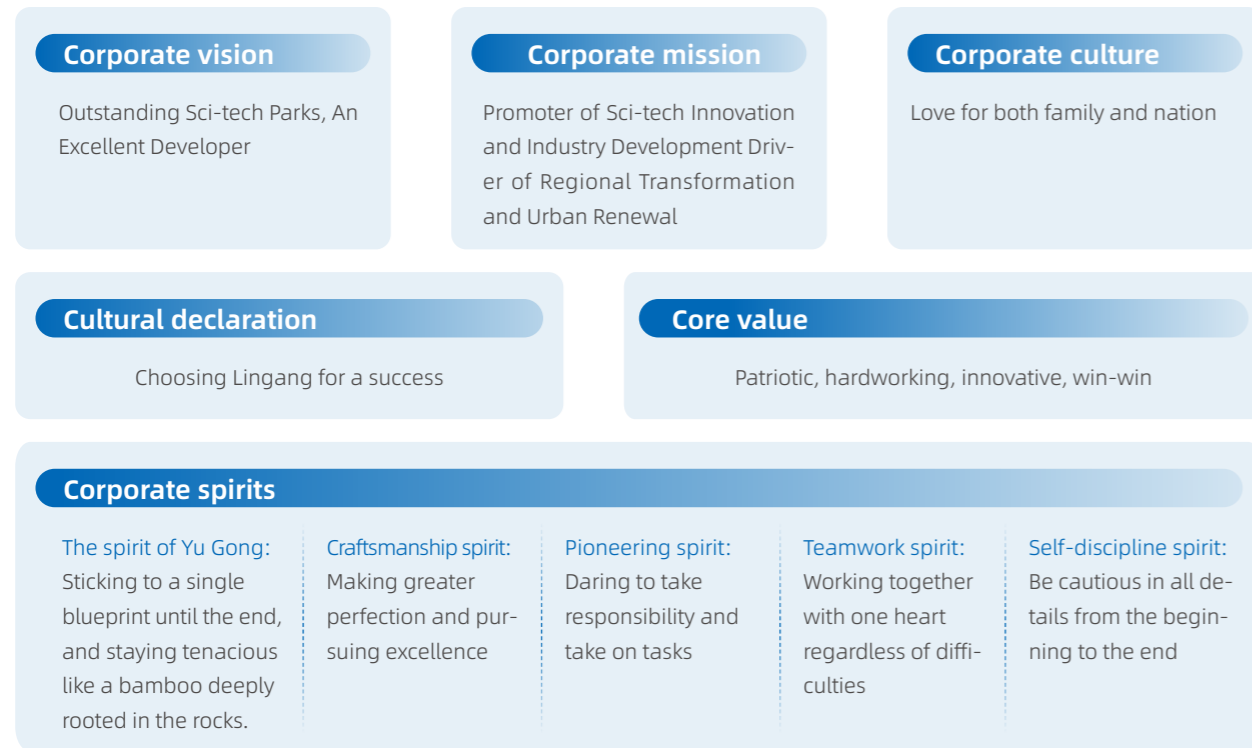 Corporate vision
Outstanding Sci-tech Parks, An
Excellent Developer
Corporate mission
Promoter of Sci-tech Innovation
and Industry Development Driv-
er of Regional Transformation
and Urban Renewal
Corporate culture
Love for both family and nation
Cultural declaration
Choosing Lingang for a success
Core value
Patriotic, hardworking, innovative, win-win
Corporate spirits
The spirit of Yu Gong:
Sticking to a single
blueprint until the end,
and staying tenacious
like a bamboo deeply
rooted in the rocks.
Craftsmanship spirit:
Making greater
perfection and pur-
suing excellence
Pioneering spirit:
Daring to take
responsibility and
take on tasks
Teamwork spirit:
Working together
with one heart
regardless of diffi-
culties
Self-discipline spirit:
Be cautious in all de-
tails from the begin-
ning to the end